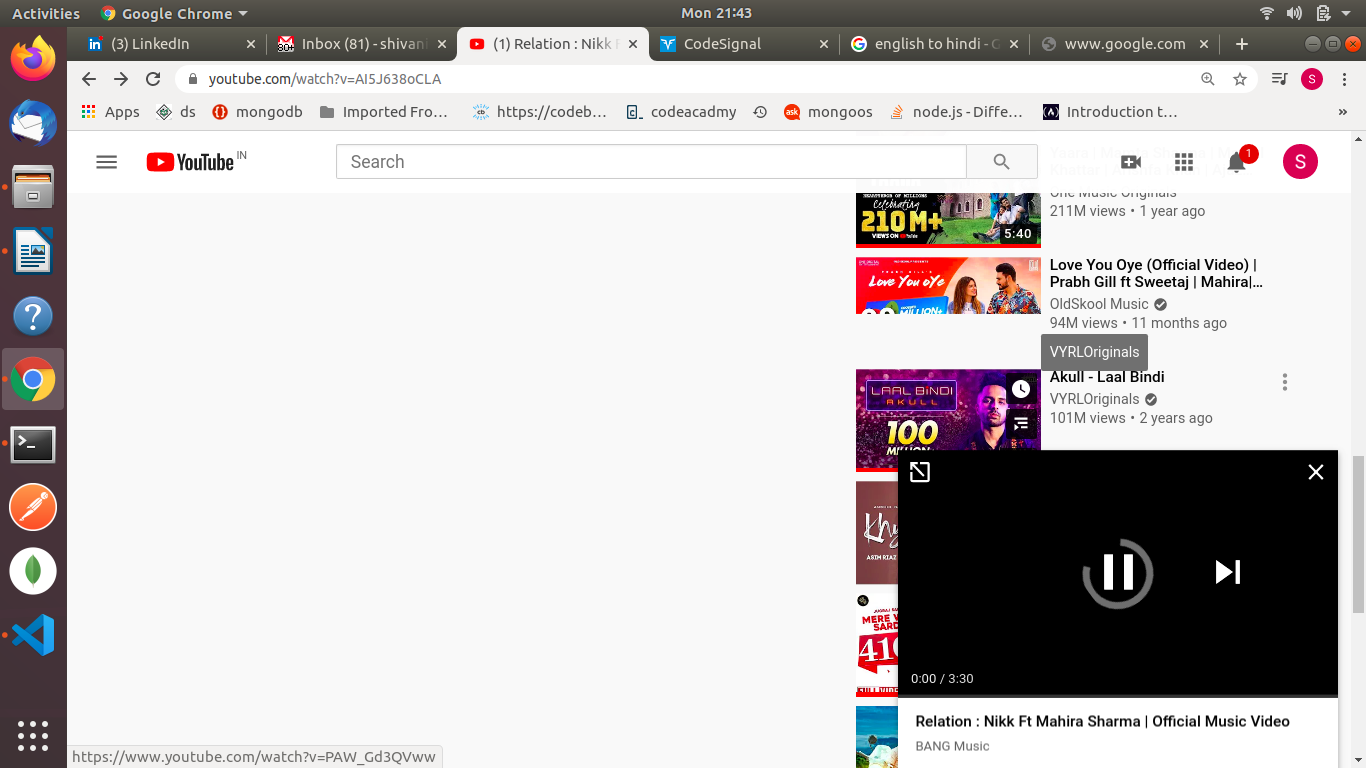 Activities
Google Chrome
Mon 21:43
(3) LinkedIn
Inbox (81) - shivan
(1) Relation : Nikk F
CodeSignal
english to hindi - G
www.google.com
youtube.com/watch?v=AI5J638oCLA
S
Apps
ds
mongodb
Imported Fro…
https://codeb…
codeacadmy
mongoos
node.js - Diffe…
Introduction t…
»
YouTube IN
Search
1
S
One Music Originals
211M views • 1 year ago
Celebrating
210 M+
VIEWS ON YouTube
5:40
Love You Oye
MILLION+
Love You Oye (Official Video) |
Prabh Gill ft Sweetaj | Mahira|…
OldSkool Music
94M views • 11 months ago
VYRLOriginals
LAAL BINDI
AKULL
100
MILLION+
Akull - Laal Bindi
VYRLOriginals
101M views • 2 years ago
ASIM RIAZ
MERE
SARD
410
FULL VIDEO
0:00 / 3:30
Relation : Nikk Ft Mahira Sharma | Official Music Video
BANG Music
https://www.youtube.com/watch?v=PAW_Gd3QVww